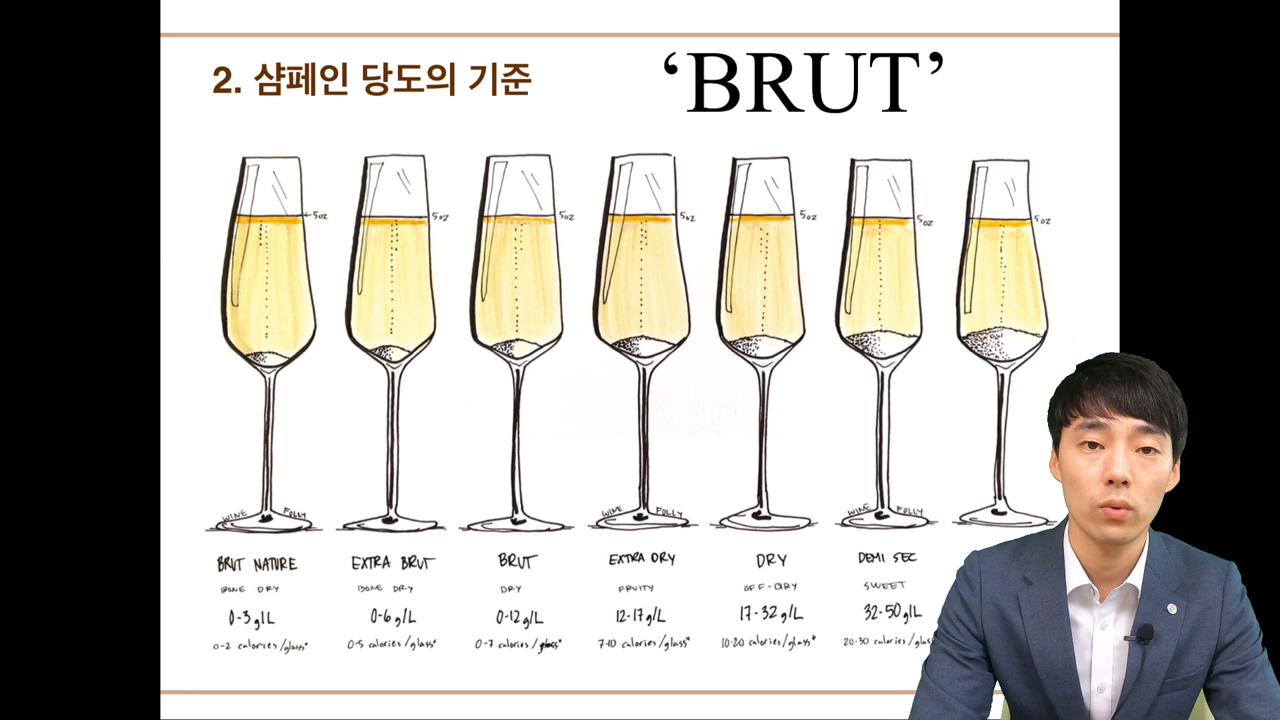 2. 샴페인 당도의 기준
‘BRUT’
←5oz 5oz 5oz 5oz 5oz 5oz 5oz
WINE FOLLY WINE FOLLY WINE FOLLY
BRUT NATURE EXTRA BRUT BRUT EXTRA DRY DRY DEMI SEC
BONE DRY BONE DRY DRY FRUITY OFF-DRY SWEET
0-3 g/L 0-6 g/L 0-12 g/L 12-17 g/L 17-32 g/L 32-50 g/L
0-2 calories/glass* 0-5 calories/glass* 0-7 calories/glass* 7-10 calories/glass* 10-20 calories/glass* 20-30 calories/